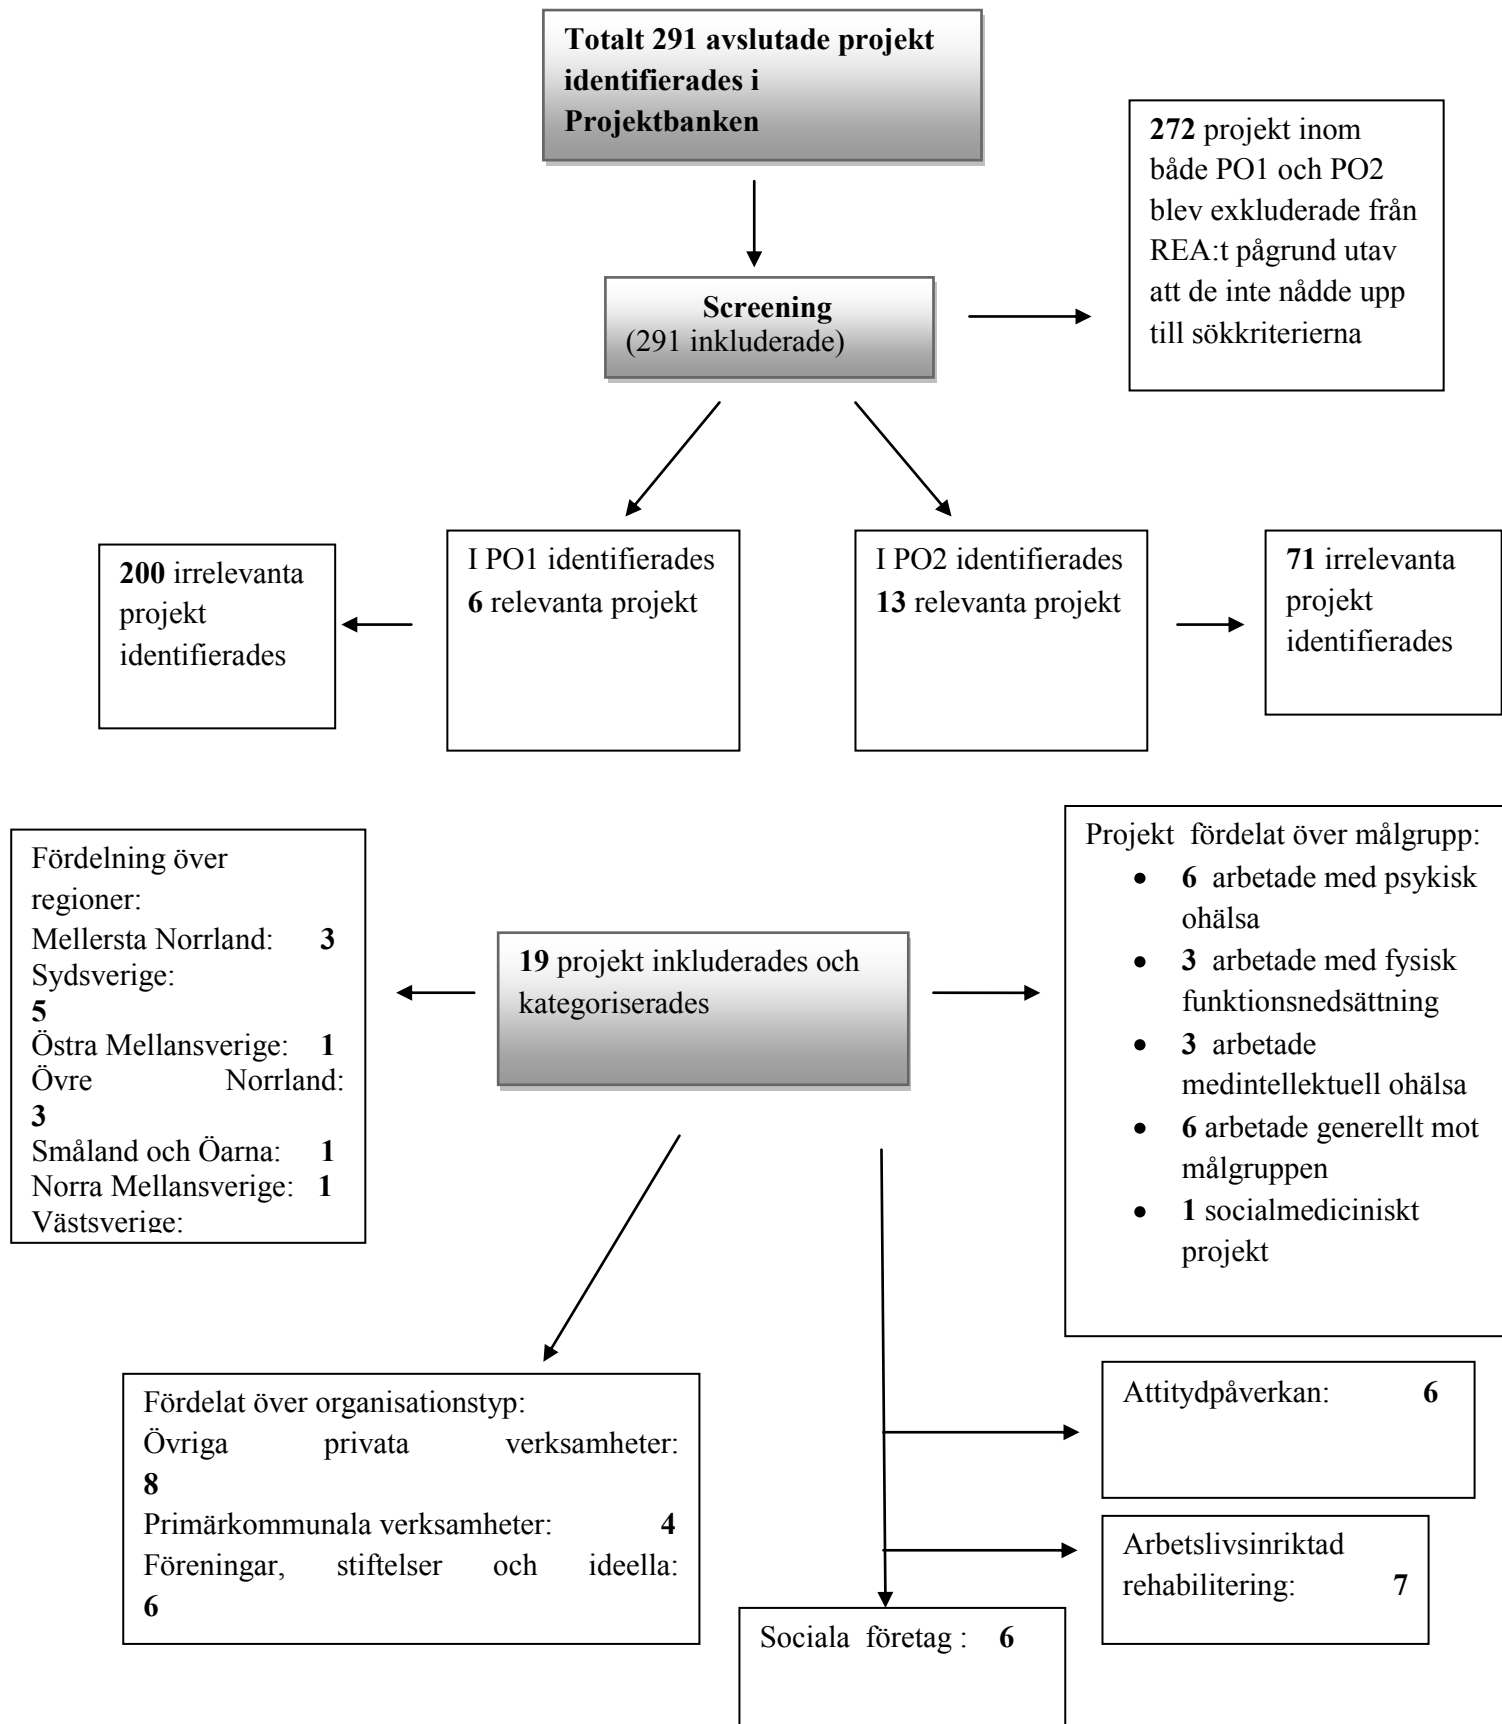 Totalt 291 avslutade projekt
identifierades i
Projektbanken
272 projekt inom
både PO1 och PO2
blev exkluderade från
REA:t pågrund utav
att de inte nådde upp
till sökkriterierna
Screening
(291 inkluderade)
200 irrelevanta
projekt
identifierades
I PO1 identifierades
6 relevanta projekt
I PO2 identifierades
13 relevanta projekt
71 irrelevanta
projekt
identifierades
Fördelning över
regioner:
Mellersta Norrland: 3
Sydsverige:
5
Östra Mellansverige: 1
Övre Norrland:
3
Småland och Öarna: 1
Norra Mellansverige: 1
Västsverige:
19 projekt inkluderades och
kategoriserades
Projekt fördelat över målgrupp:
• 6 arbetade med psykisk
ohälsa
• 3 arbetade med fysisk
funktionsnedsättning
• 3 arbetade
medintellektuell ohälsa
• 6 arbetade generellt mot
målgruppen
• 1 socialmediciniskt
projekt
Fördelat över organisationstyp:
Övriga privata verksamheter:
8
Primärkommunala verksamheter: 4
Föreningar, stiftelser och ideella:
6
Attitydpåverkan: 6
Arbetslivsinriktad
rehabilitering: 7
Sociala företag : 6